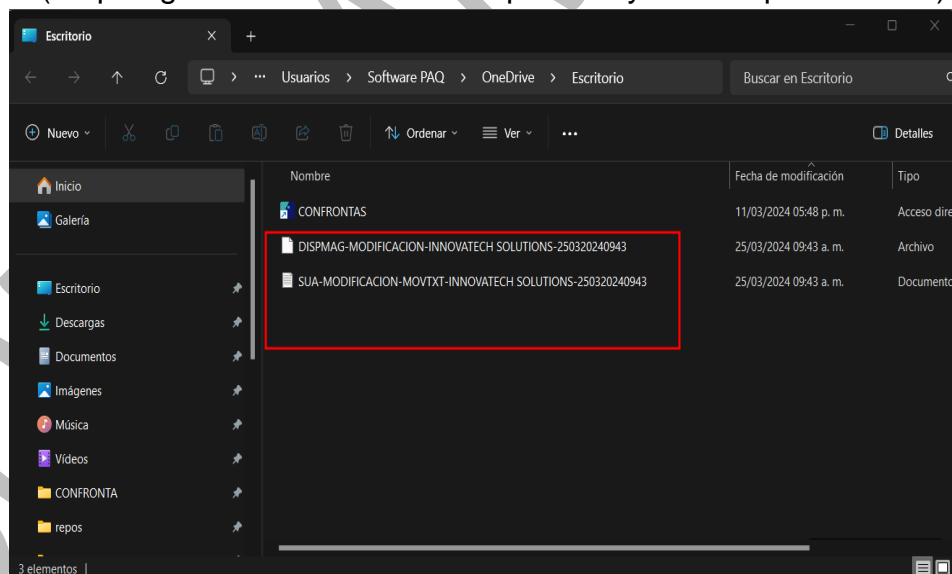 Escritorio
Usuarios > Software PAQ > OneDrive > Escritorio
Buscar en Escritorio
Nuevo
Ordenar
Ver
Detalles
Nombre
Fecha de modificación
Tipo
Inicio
Galería
Escritorio
Descargas
Documentos
Imágenes
Música
Vídeos
CONFRONTA
repos
CONFRONTAS 11/03/2024 05:48 p. m. Acceso dire
DISPMAG-MODIFICACION-INNOVATECH SOLUTIONS-250320240943 25/03/2024 09:43 a. m. Archivo
SUA-MODIFICACION-MOVTXT-INNOVATECH SOLUTIONS-250320240943 25/03/2024 09:43 a. m. Documento
3 elementos